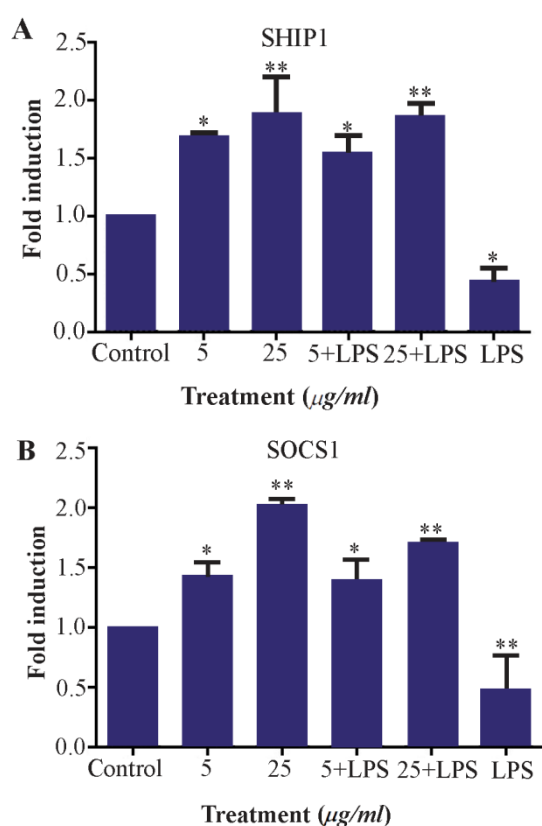 A
SHIP1
2.5
2.0
1.5
1.0
0.5
0.0
Fold induction
*
**
*
**
*
Control 5 25 5+LPS 25+LPS LPS
Treatment (μg/ml)
B
SOCS1
2.5
2.0
1.5
1.0
0.5
0.0
Fold induction
*
**
*
**
**
Control 5 25 5+LPS 25+LPS LPS
Treatment (μg/ml)